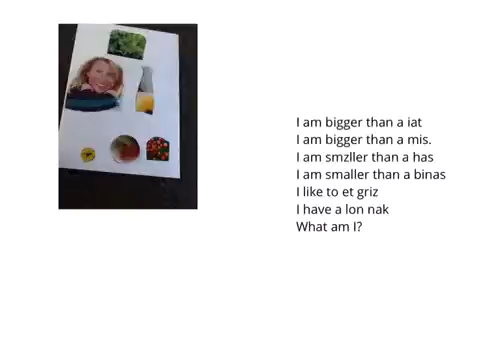 I am bigger than a iat
I am bigger than a mis.
I am smzller than a has
I am smaller than a binas
I like to et griz
I have a lon nak
What am I?